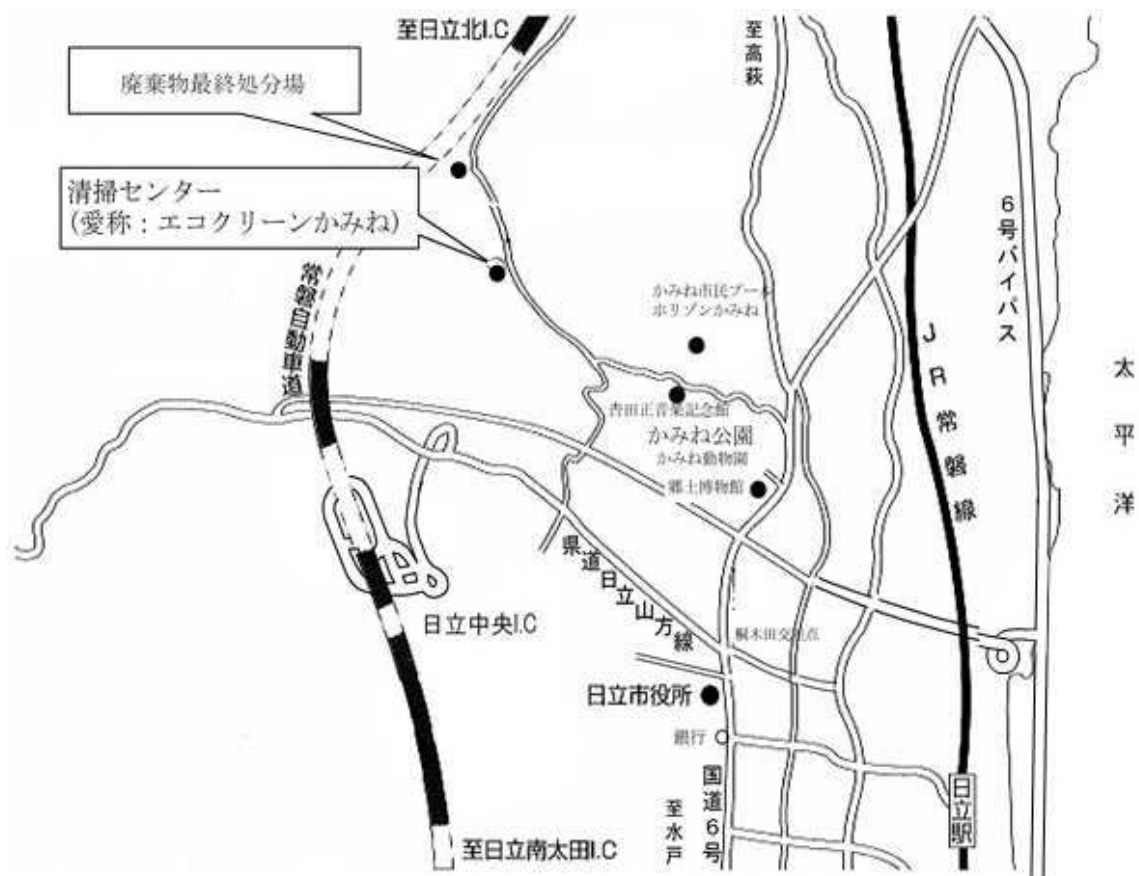 至日立北I.C
至高萩
廃棄物最終処分場
清掃センター
(愛称：エコクリーンかみね)
6号バイパス
常磐自動車道
かみね市民プール
ホリゾンかみね
JR常磐線
太平洋
吉田正音楽記念館
かみね公園
かみね動物園
郷土博物館
県道日立山方線
日立中央I.C
桐木田交差点
日立市役所
銀行
国道6号
至水戸
日立駅
至日立南太田I.C